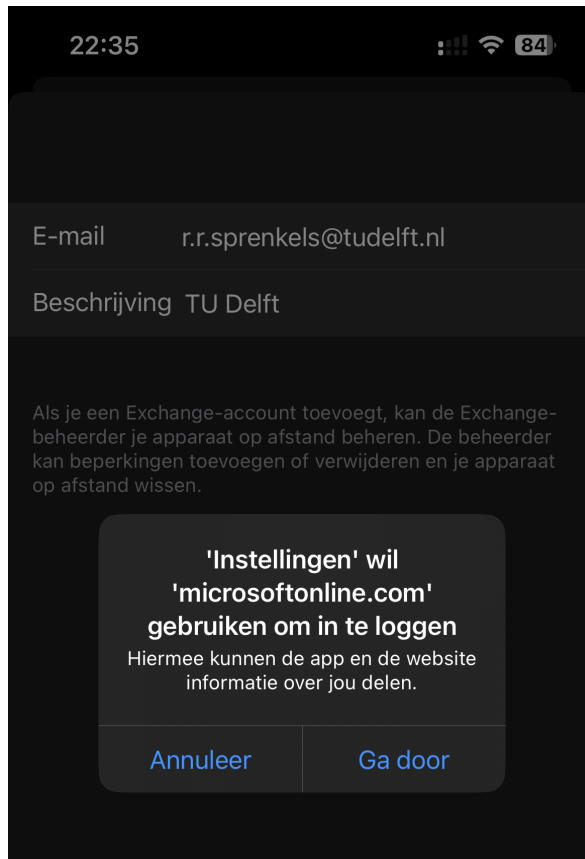 22:35
84
E-mail r.r.sprenkels@tudelft.nl
Beschrijving TU Delft
Als je een Exchange-account toevoegt, kan de Exchange-
beheerder je apparaat op afstand beheren. De beheerder
kan beperkingen toevoegen of verwijderen en je apparaat
op afstand wissen.
'Instellingen' wil
'microsoftonline.com'
gebruiken om in te loggen
Hiermee kunnen de app en de website
informatie over jou delen.
Annuleer Ga door